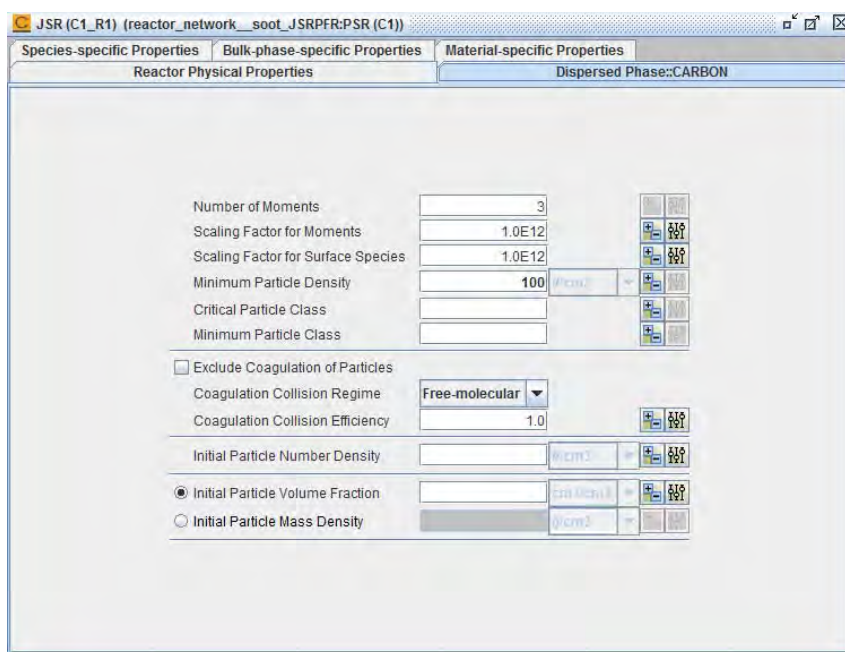 JSR (C1_R1) (reactor_network__soot_JSRPFR:PSR (C1))
Species-specific Properties Bulk-phase-specific Properties Material-specific Properties
Reactor Physical Properties Dispersed Phase::CARBON
Number of Moments 3
Scaling Factor for Moments 1.0E12
Scaling Factor for Surface Species 1.0E12
Minimum Particle Density 100
Critical Particle Class
Minimum Particle Class
Exclude Coagulation of Particles
Coagulation Collision Regime Free-molecular
Coagulation Collision Efficiency 1.0
Initial Particle Number Density
Initial Particle Volume Fraction
Initial Particle Mass Density